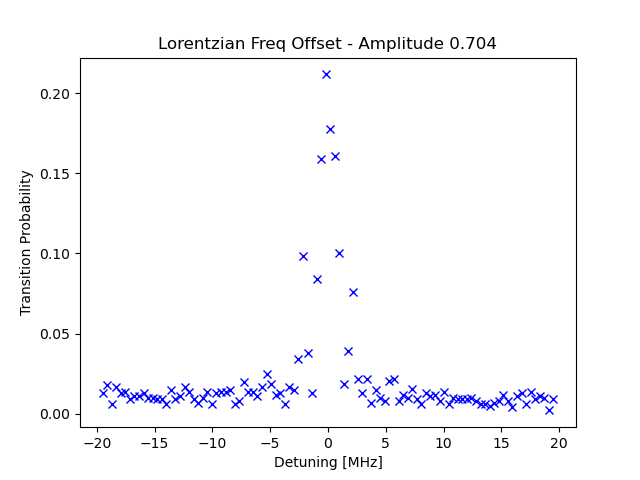 Lorentzian Freq Offset - Amplitude 0.704
Transition Probability
0.20
0.15
0.10
0.05
0.00
−20 −15 −10 −5 0 5 10 15 20
Detuning [MHz]